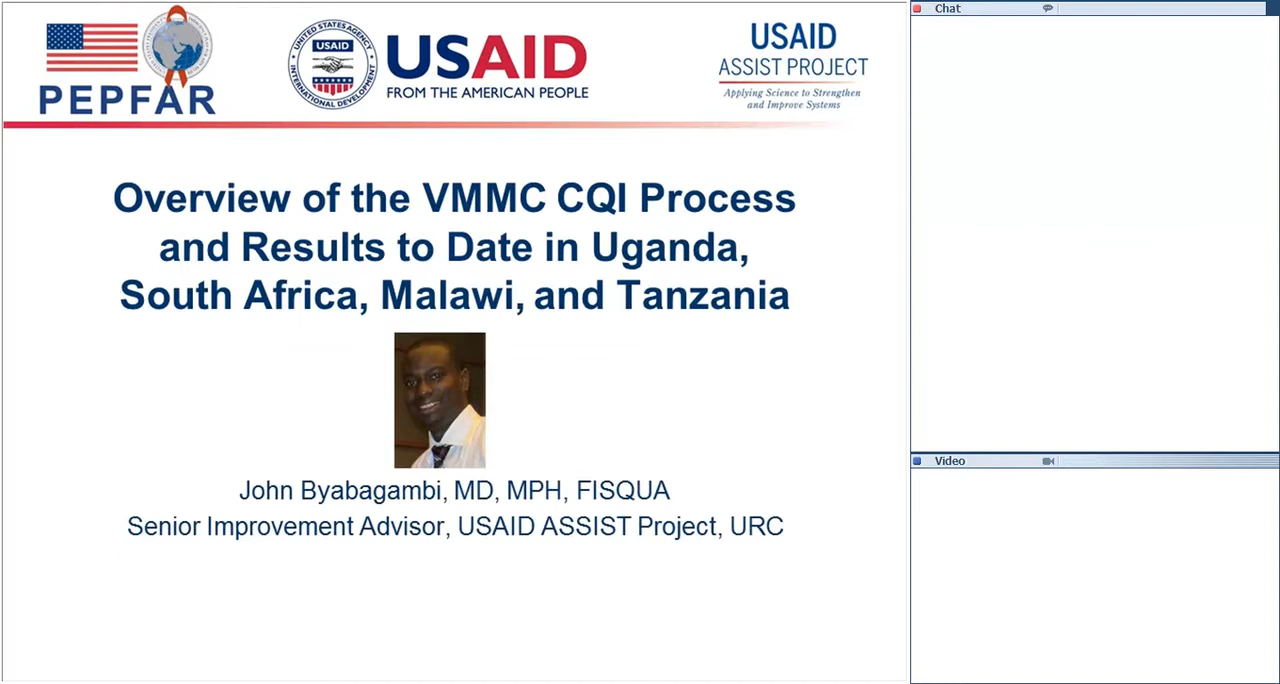 PEPFAR
UNITED STATES AGENCY
USAID
INTERNATIONAL DEVELOPMENT
USAID
FROM THE AMERICAN PEOPLE
USAID
ASSIST PROJECT
Applying Science to Strengthen
and Improve Systems
Overview of the VMMC CQI Process
and Results to Date in Uganda,
South Africa, Malawi, and Tanzania
John Byabagambi, MD, MPH, FISQUA
Senior Improvement Advisor, USAID ASSIST Project, URC
Chat
Video